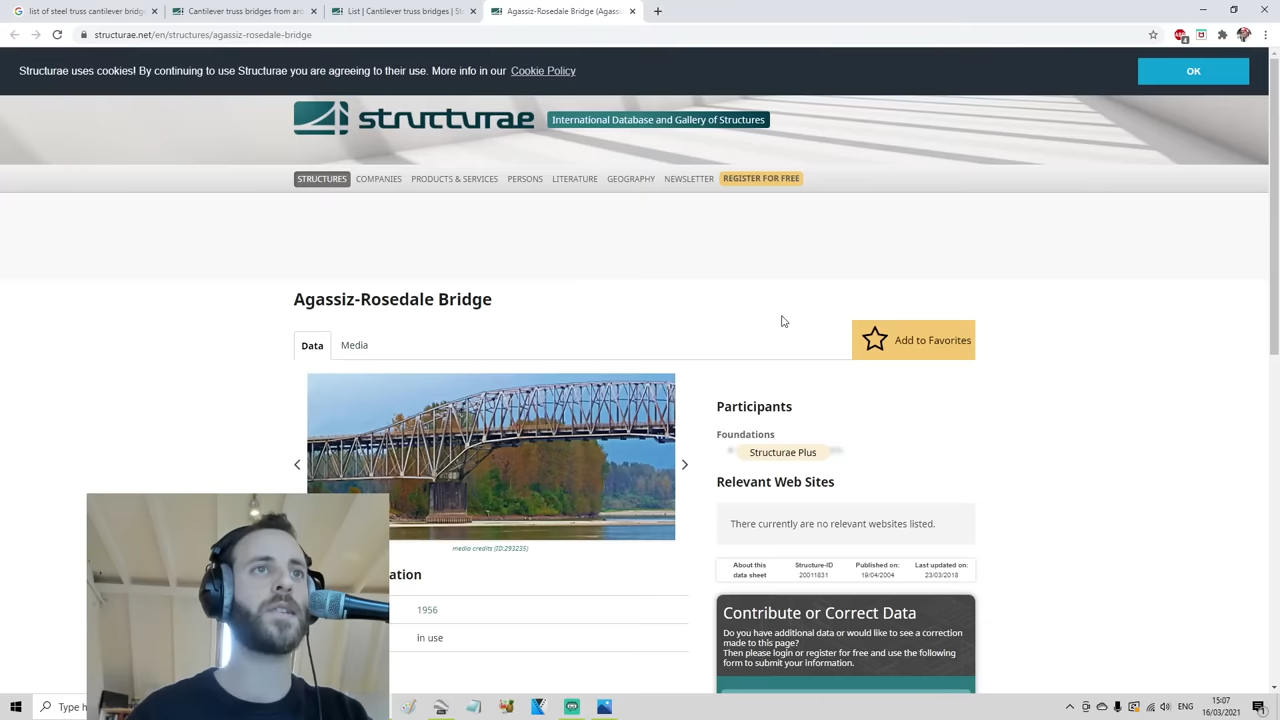 list of steel truss cantilever bridg
Cantilever truss bridges from aro
List of | Structurae
Agassiz-Rosedale Bridge (Agassi
structurae.net/en/structures/agassiz-rosedale-bridge
Structurae uses cookies! By continuing to use Structurae you are agreeing to their use. More info in our Cookie Policy
OK
structurae
International Database and Gallery of Structures
STRUCTURES COMPANIES PRODUCTS & SERVICES PERSONS LITERATURE GEOGRAPHY NEWSLETTER REGISTER FOR FREE
Agassiz-Rosedale Bridge
Data
Media
Add to Favorites
media credits (ID:293235)
ation
1956
in use
Participants
Foundations
Structurae Plus
Relevant Web Sites
There currently are no relevant websites listed.
About this data sheet
Structure-ID
20011831
Published on:
19/04/2004
Last updated on:
23/03/2018
Contribute or Correct Data
Do you have additional data or would like to see a correction
made to this page?
Then please login or register for free and use the following
form to submit your information.
Type h
ENG
15:07
16/03/2021